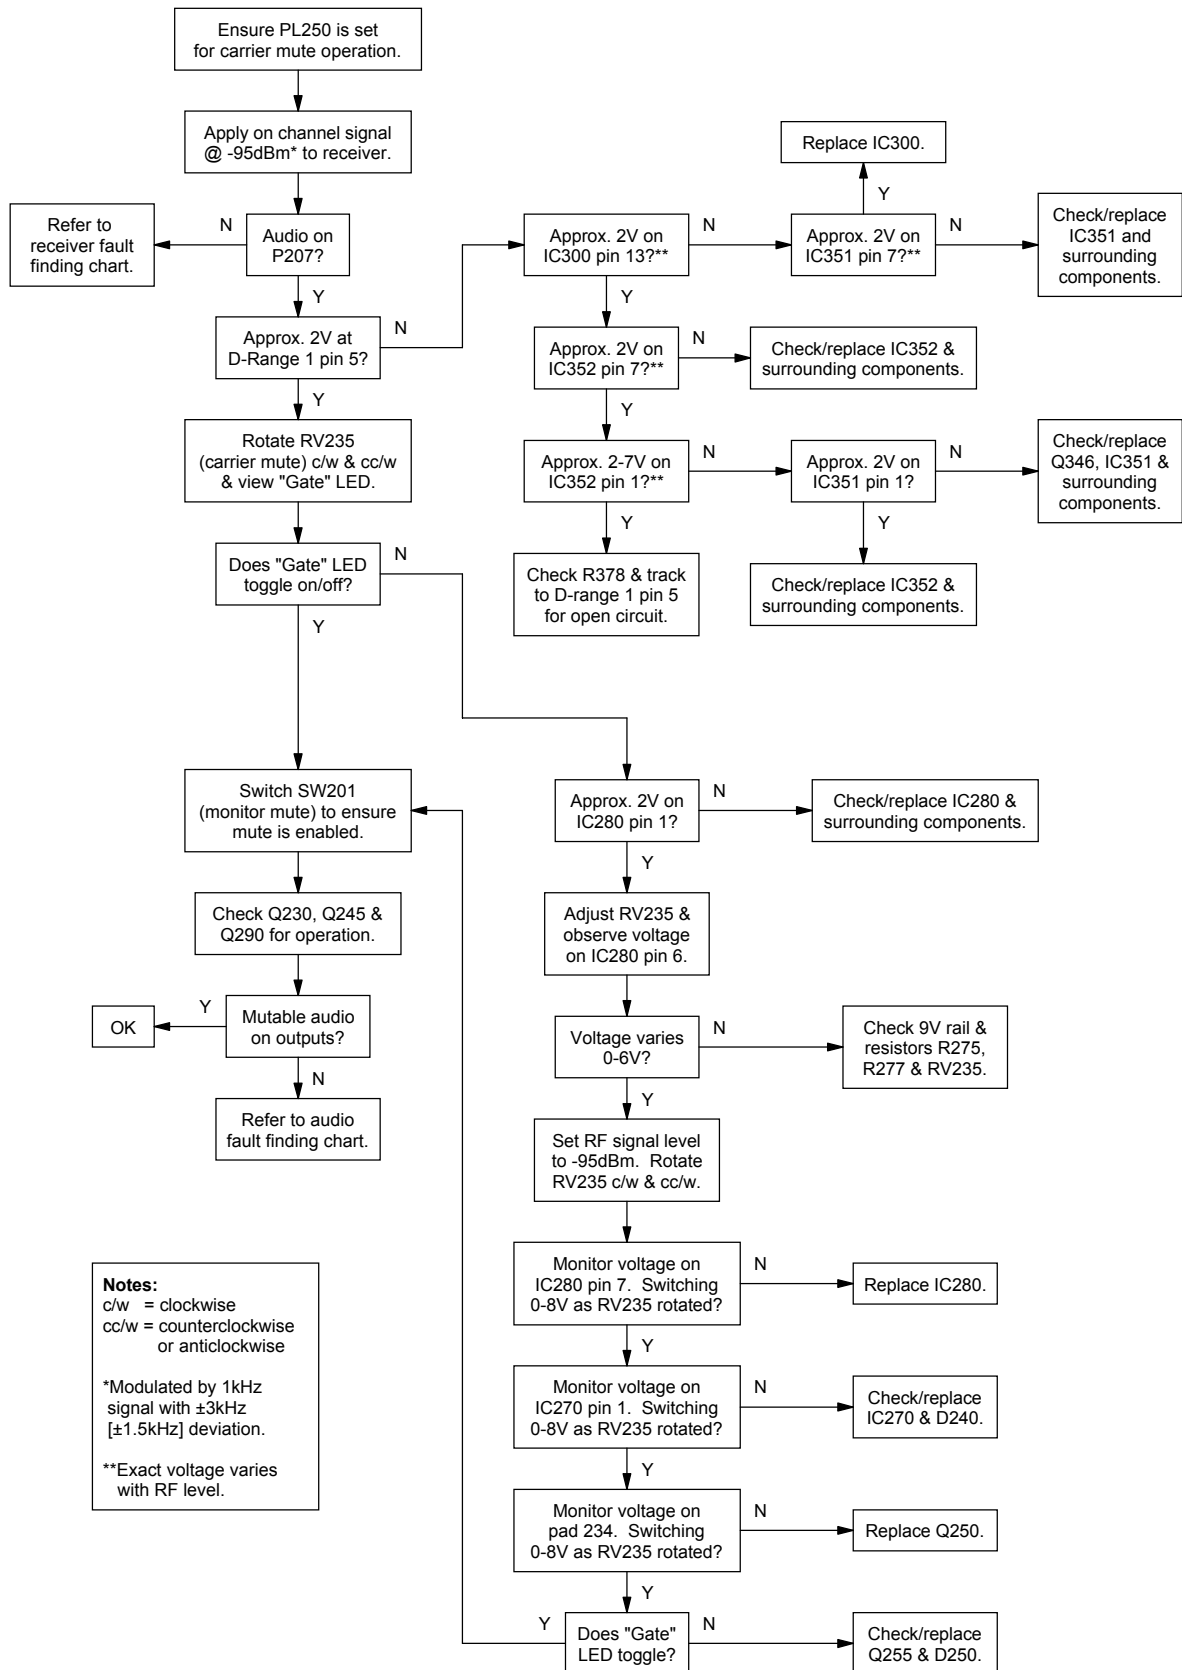 Ensure PL250 is set
for carrier mute operation.
Apply on channel signal
@ -95dBm* to receiver.
Replace IC300.
Y
Refer to
receiver fault
finding chart.
N
Audio on
P207?
Approx. 2V on
IC300 pin 13?**
N
Approx. 2V on
IC351 pin 7?**
N
Check/replace
IC351 and
surrounding
components.
Y
Y
Approx. 2V at
D-Range 1 pin 5?
N
Approx. 2V on
IC352 pin 7?**
N
Check/replace IC352 &
surrounding components.
Y
Y
Rotate RV235
(carrier mute) c/w & cc/w
& view "Gate" LED.
Approx. 2-7V on
IC352 pin 1?**
N
Approx. 2V on
IC351 pin 1?
N
Check/replace
Q346, IC351 &
surrounding
components.
Y
Y
Does "Gate" LED
toggle on/off?
N
Check R378 & track
to D-range 1 pin 5
for open circuit.
Check/replace IC352 &
surrounding components.
Y
Switch SW201
(monitor mute) to ensure
mute is enabled.
Approx. 2V on
IC280 pin 1?
N
Check/replace IC280 &
surrounding components.
Y
Check Q230, Q245 &
Q290 for operation.
Adjust RV235 &
observe voltage
on IC280 pin 6.
OK
Y
Mutable audio
on outputs?
Voltage varies
0-6V?
N
Check 9V rail &
resistors R275,
R277 & RV235.
N
Y
Refer to audio
fault finding chart.
Set RF signal level
to -95dBm.  Rotate
RV235 c/w & cc/w.
Monitor voltage on
IC280 pin 7.  Switching
0-8V as RV235 rotated?
N
Replace IC280.
Y
Monitor voltage on
IC270 pin 1.  Switching
0-8V as RV235 rotated?
N
Check/replace
IC270 & D240.
Y
Monitor voltage on
pad 234.  Switching
0-8V as RV235 rotated?
N
Replace Q250.
Y
Y
Does "Gate"
LED toggle?
N
Check/replace
Q255 & D250.
Notes:
c/w = clockwise
cc/w = counterclockwise
or anticlockwise
*Modulated by 1kHz
signal with ±3kHz
[±1.5kHz] deviation.
**Exact voltage varies
with RF level.